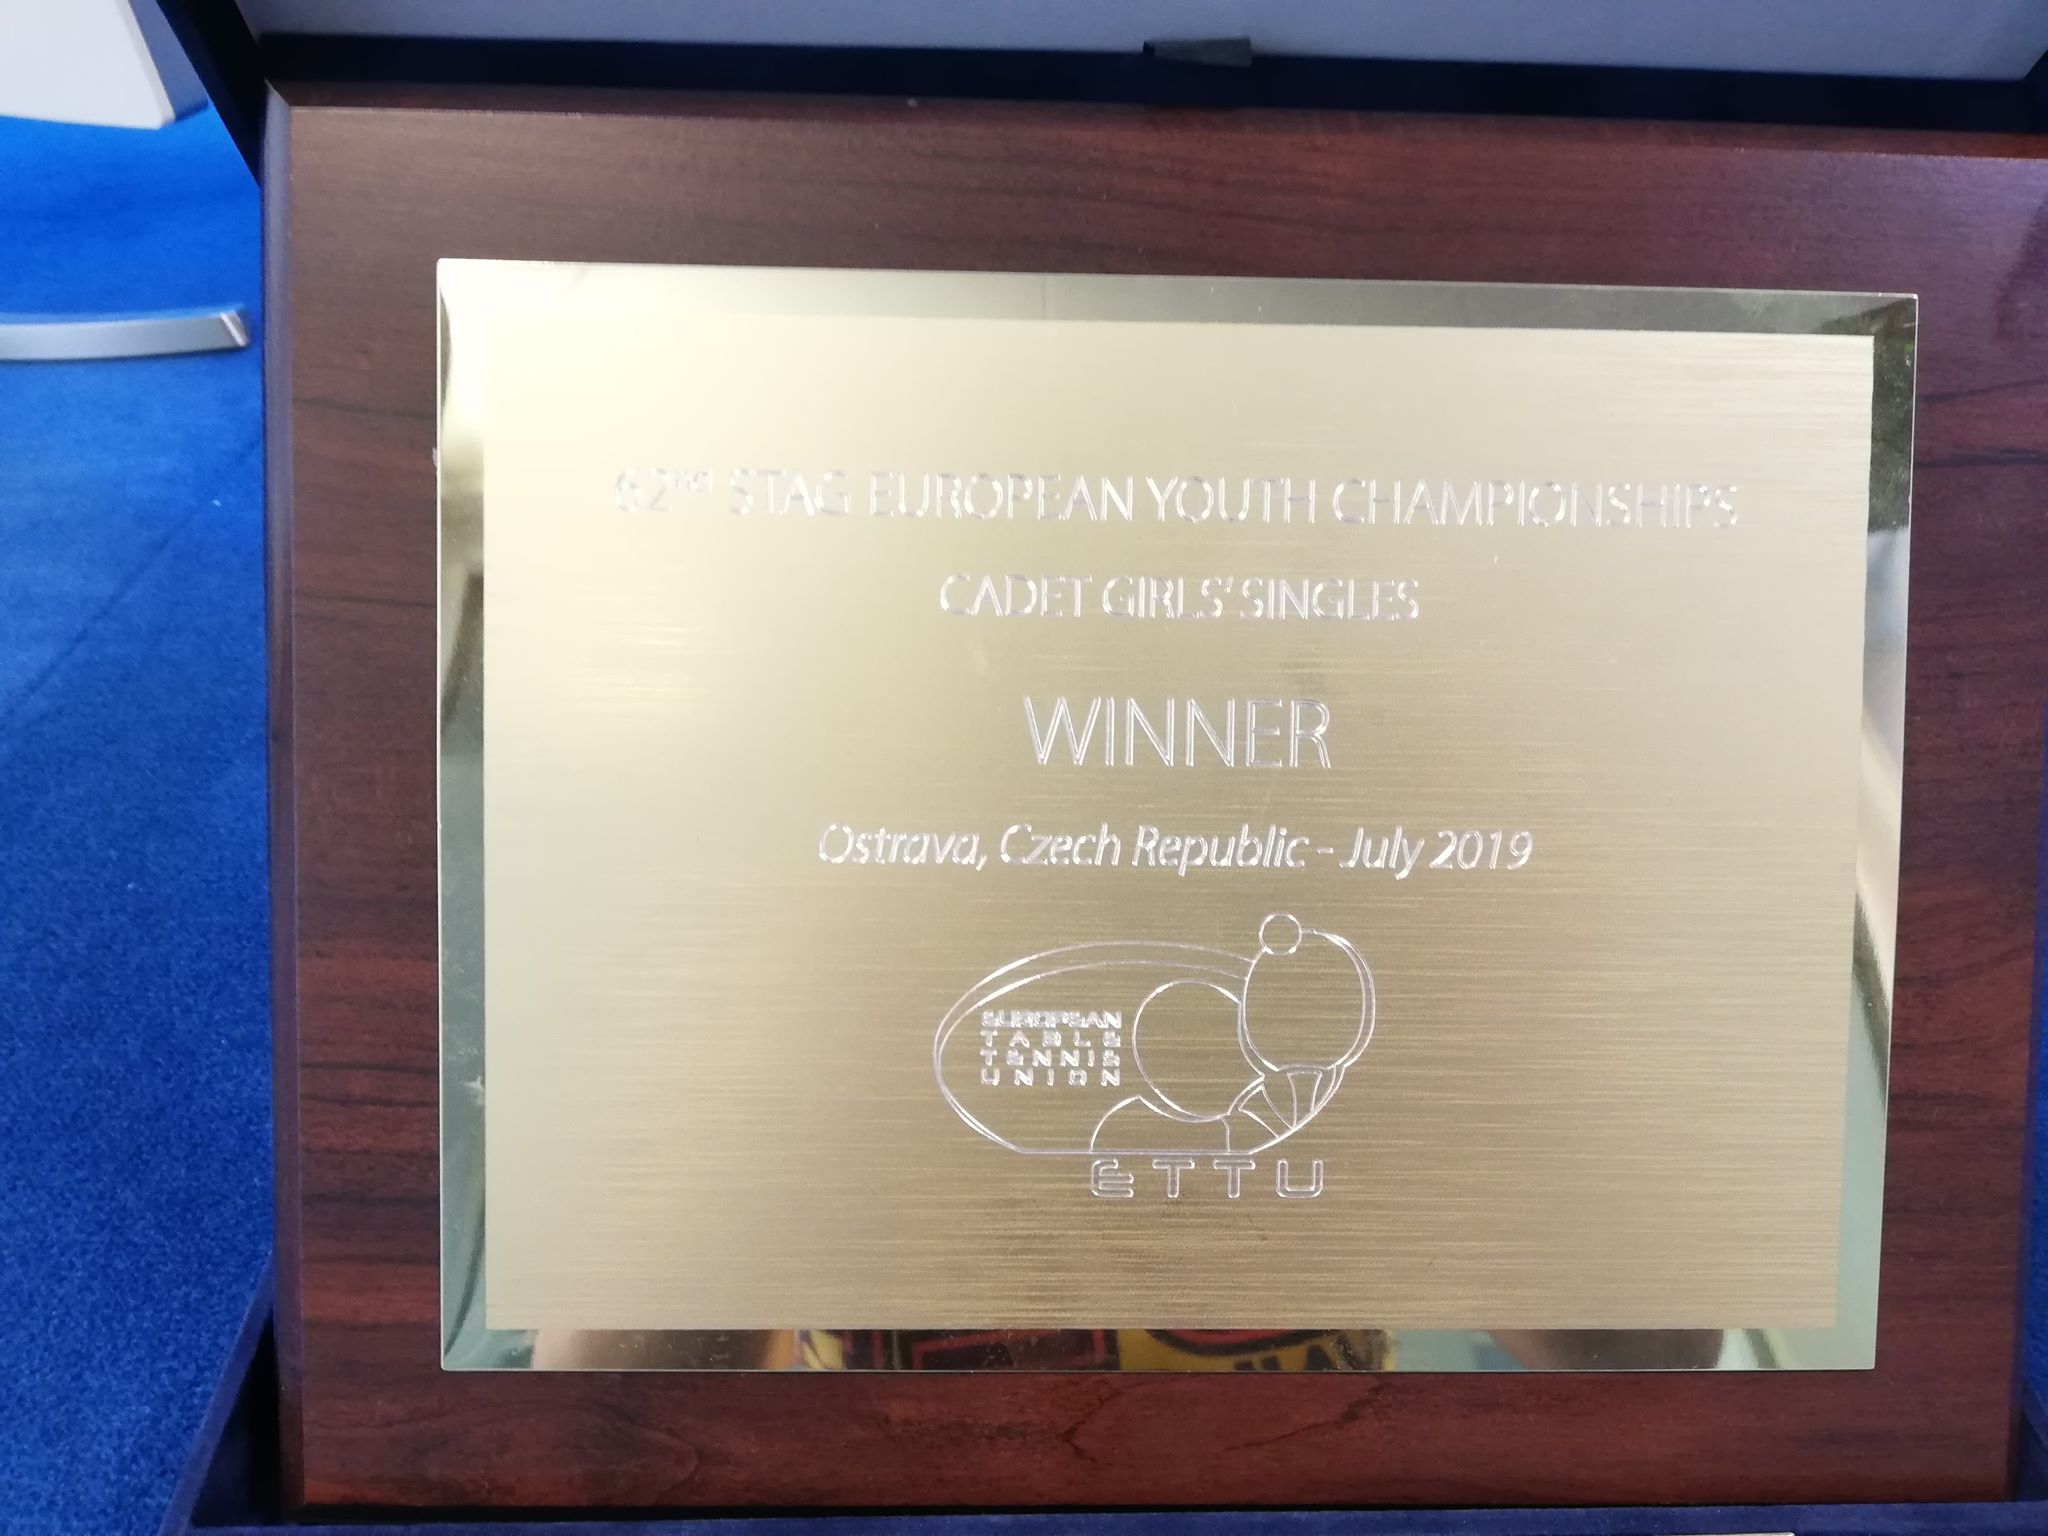 62nd STAG EUROPEAN YOUTH CHAMPIONSHIPS
CADET GIRLS' SINGLES
WINNER
Ostrava, Czech Republic - July 2019
EUROPEAN
TABLE
TENNIS
UNION
ETTU